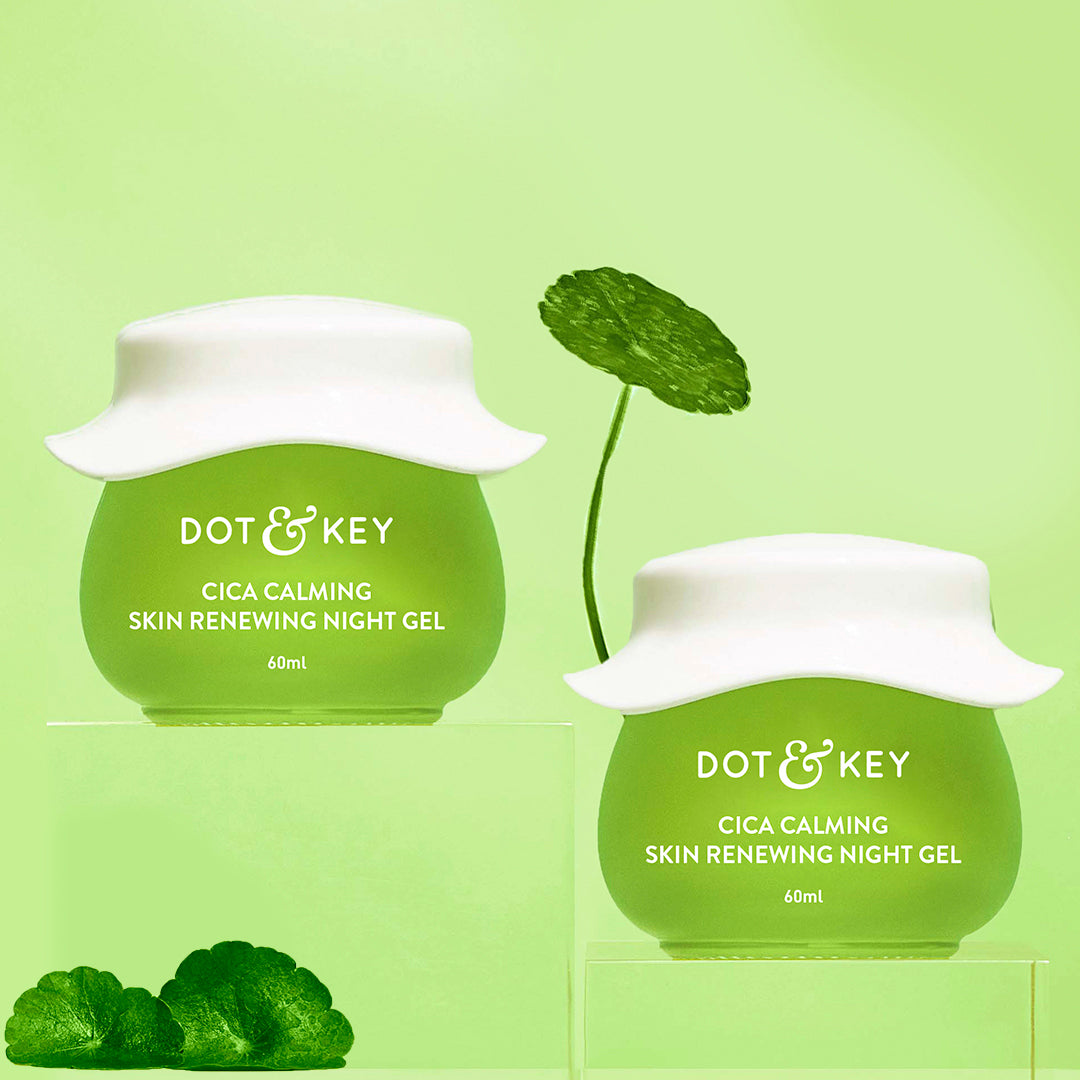 DOT & KEY
CICA CALMING
SKIN RENEWING NIGHT GEL
60ml
DOT & KEY
CICA CALMING
SKIN RENEWING NIGHT GEL
60ml